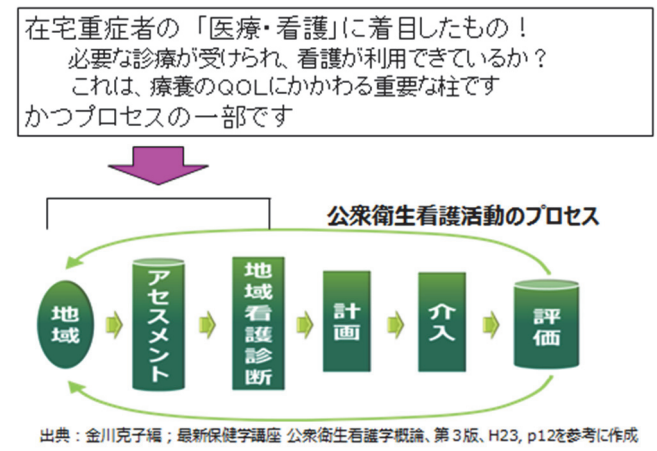 在宅重症者の「医療・看護」に着目したもの！
必要な診療が受けられ、看護が利用できているか？
これは、療養のQOLにかかわる重要な柱です
かつプロセスの一部です
公衆衛生看護活動のプロセス
地域
アセスメント
地域看護診断
計画
介入
評価
出典：金川克子編；最新保健学講座 公衆衛生看護学概論、第３版、H23, p12を参考に作成